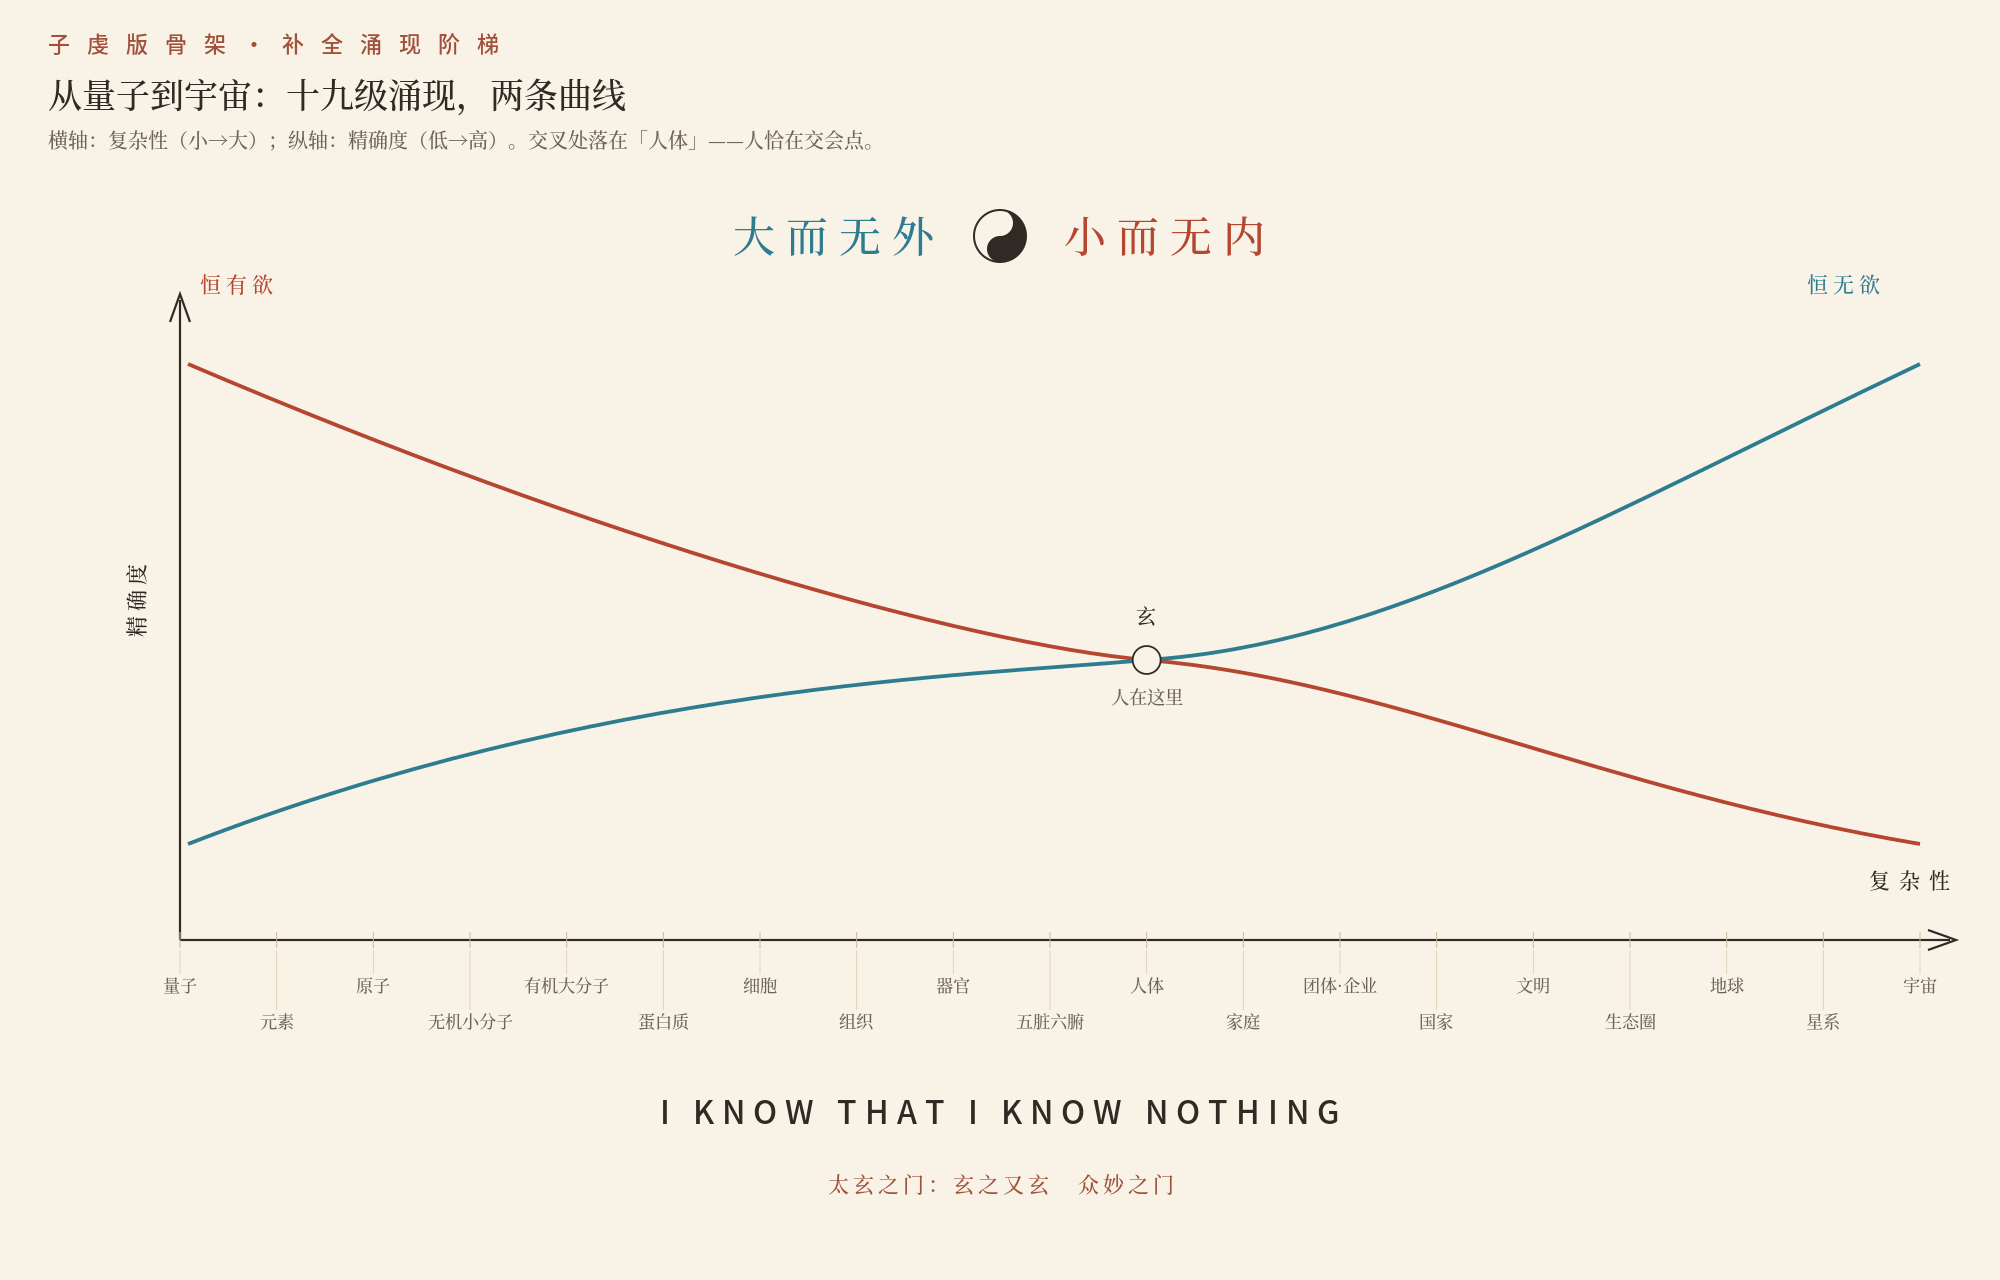 子虔版骨架·补全涌现阶梯
从量子到宇宙：十九级涌现，两条曲线
横轴：复杂性（小→大）；纵轴：精确度（低→高）。交叉处落在「人体」——人恰在交会点。
大而无外 小而无内
恒有欲
恒无欲
精确度
玄
人在这里
复杂性
量子
元素
原子
无机小分子
有机大分子
蛋白质
细胞
组织
器官
五脏六腑
人体
家庭
团体·企业
国家
文明
生态圈
地球
星系
宇宙
I KNOW THAT I KNOW NOTHING
太玄之门：玄之又玄 众妙之门